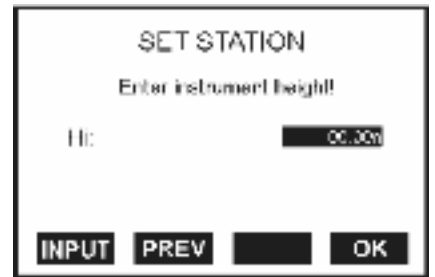 SET STATION
Enter instrument height!
Hi:
INPUT PREV OK